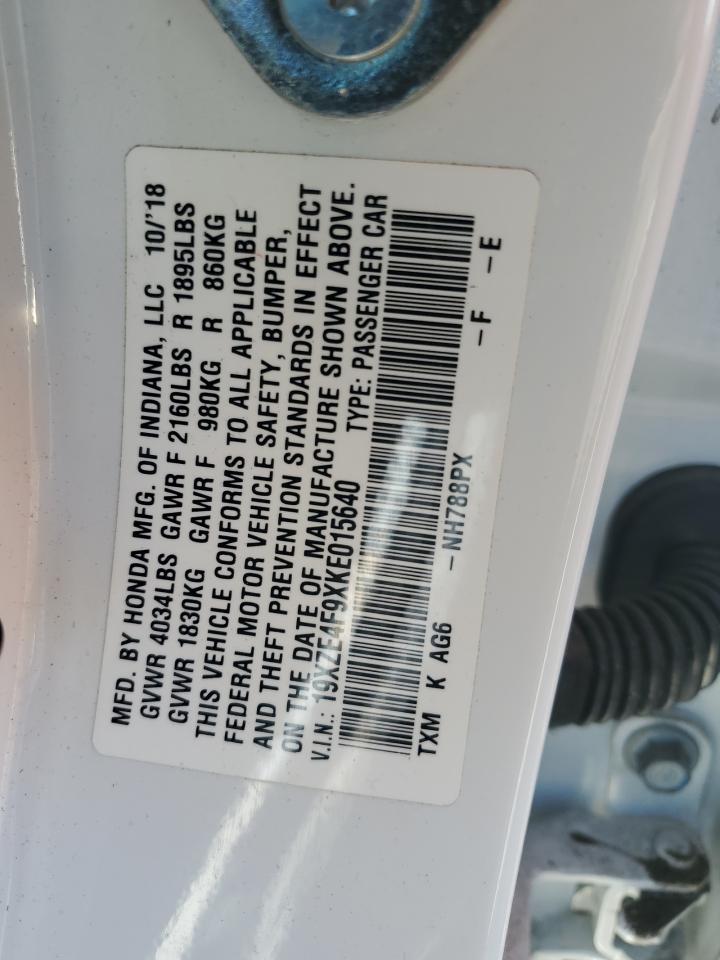 MFD. BY HONDA MFG. OF INDIANA, LLC 10/'18
GVWR 4034LBS GAWR F 2160LBS R 1895LBS
GVWR 1830KG GAWR F 980KG R 860KG
THIS VEHICLE CONFORMS TO ALL APPLICABLE
FEDERAL MOTOR VEHICLE SAFETY, BUMPER,
AND THEFT PREVENTION STANDARDS IN EFFECT
ON THE DATE OF MANUFACTURE SHOWN ABOVE.
V.I.N.: 19XZE4F9XKE015640 TYPE: PASSENGER CAR
TXM K AG6 -NH788PX -F -E